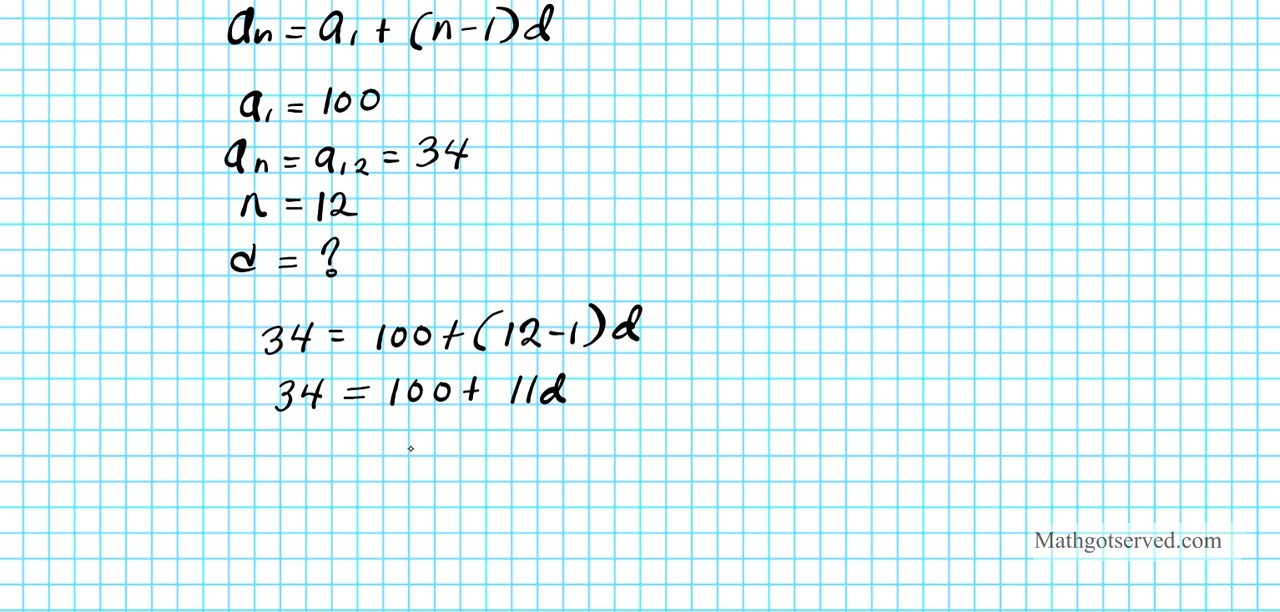 an = a1 + (n-1)d
a1 = 100
an = a12 = 34
n = 12
d = ?
34 = 100 + (12-1)d
34 = 100 + 11d
Mathgotserved.com